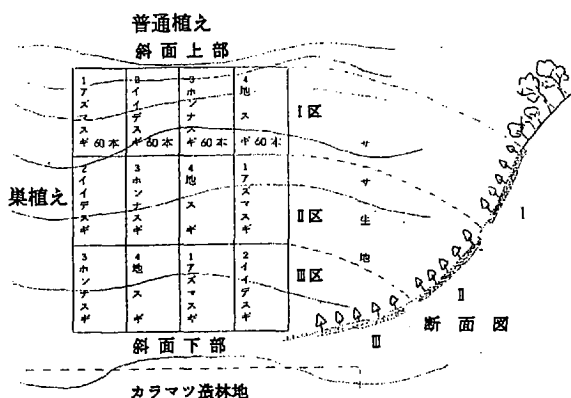 普通植え
斜面上部
1 アズマスギ 60本
2 イイデスギ 60本
3 ホンナスギ 60本
4 地スギ 60本
I区
巣植え
2 イイデスギ
3 ホンナスギ
4 地スギ
1 アズマスギ
II区
3 ホンナスギ
4 地スギ
1 アズマスギ
2 イイデスギ
III区
ササ生地
I
II
III
断面図
斜面下部
カラマツ造林地